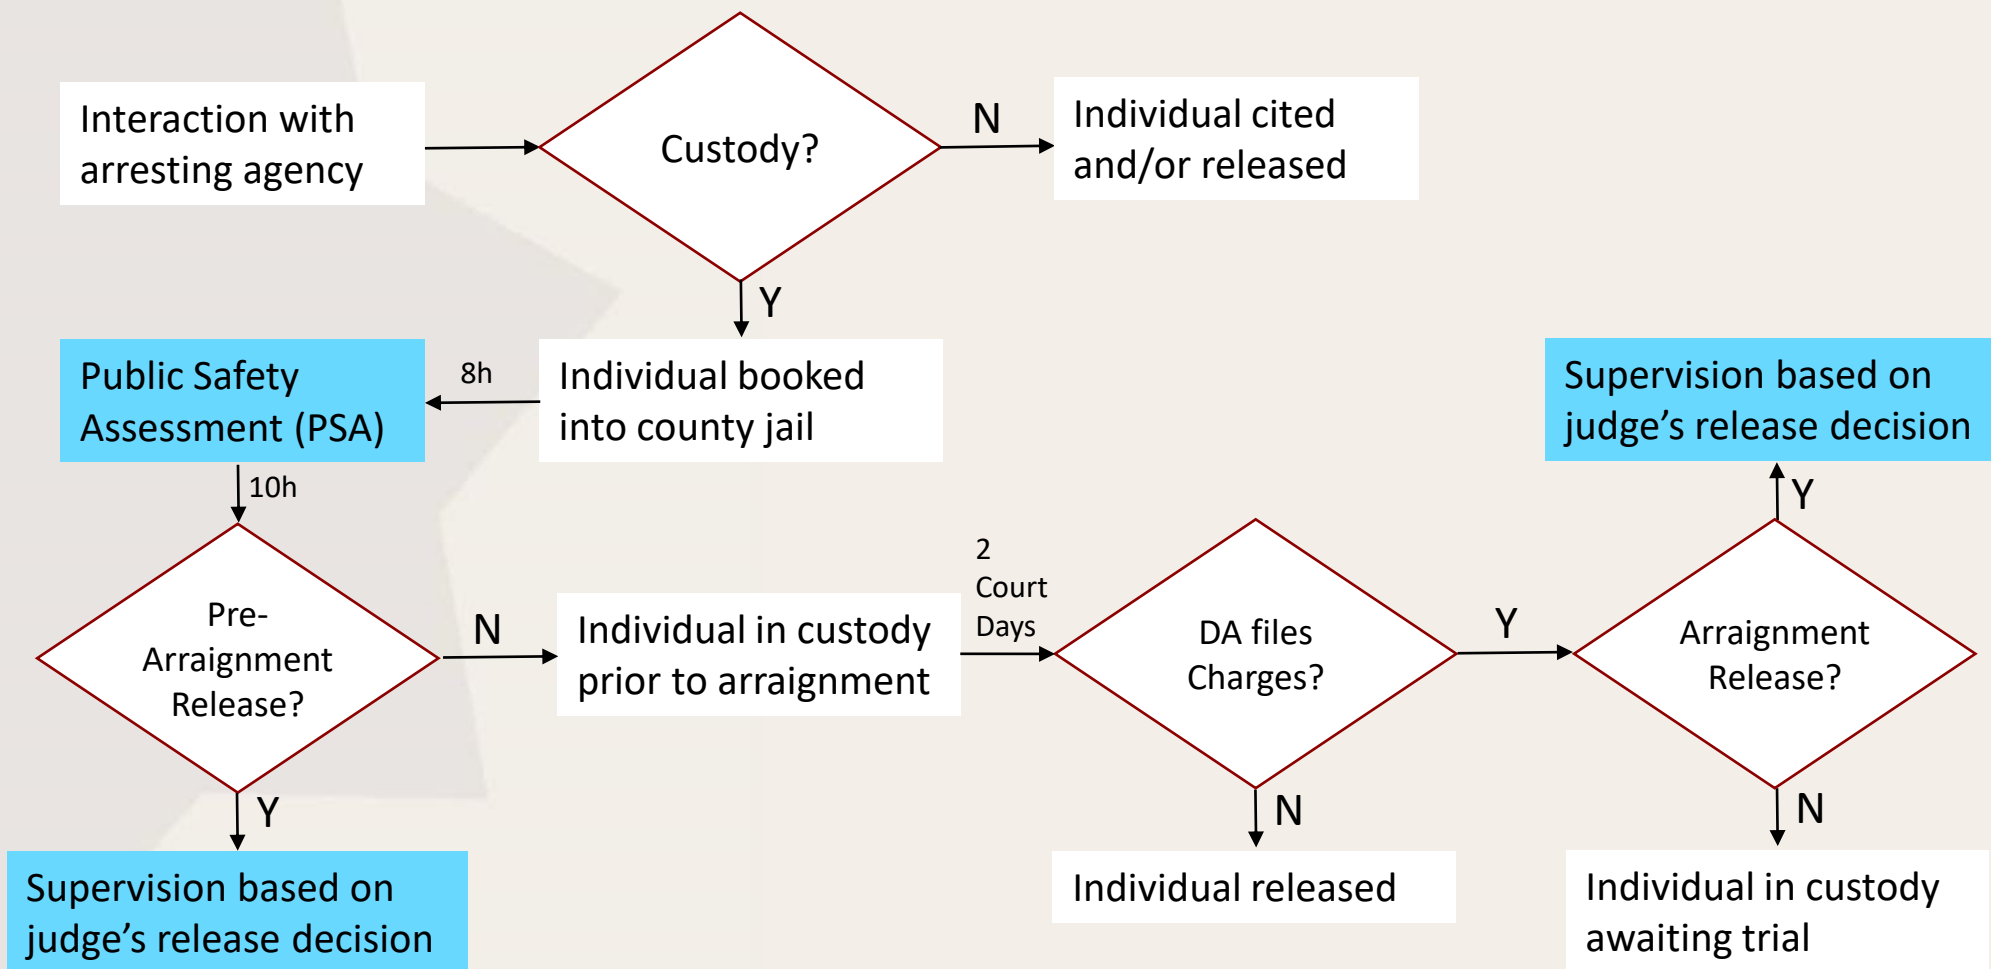 Interaction with
arresting agency
Custody?
N
Individual cited
and/or released
Y
Public Safety
Assessment (PSA)
8h
Individual booked
into county jail
Supervision based on
judge’s release decision
10h
Y
Pre-
Arraignment
Release?
N
Individual in custody
prior to arraignment
2
Court
Days
DA files
Charges?
Y
Arraignment
Release?
Y
N
N
Supervision based on
judge’s release decision
Individual released
Individual in custody
awaiting trial